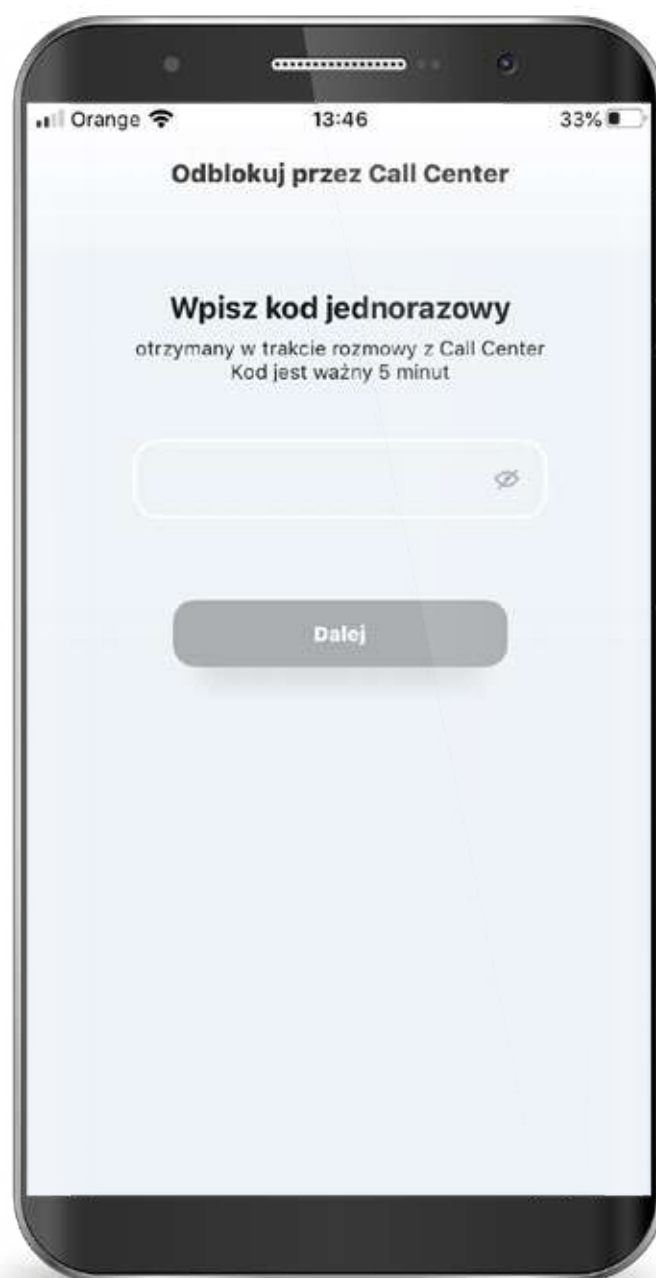 Orange
13:46
33%
Odblokuj przez Call Center
Wpisz kod jednorazowy
otrzymany w trakcie rozmowy z Call Center
Kod jest ważny 5 minut
Dalej